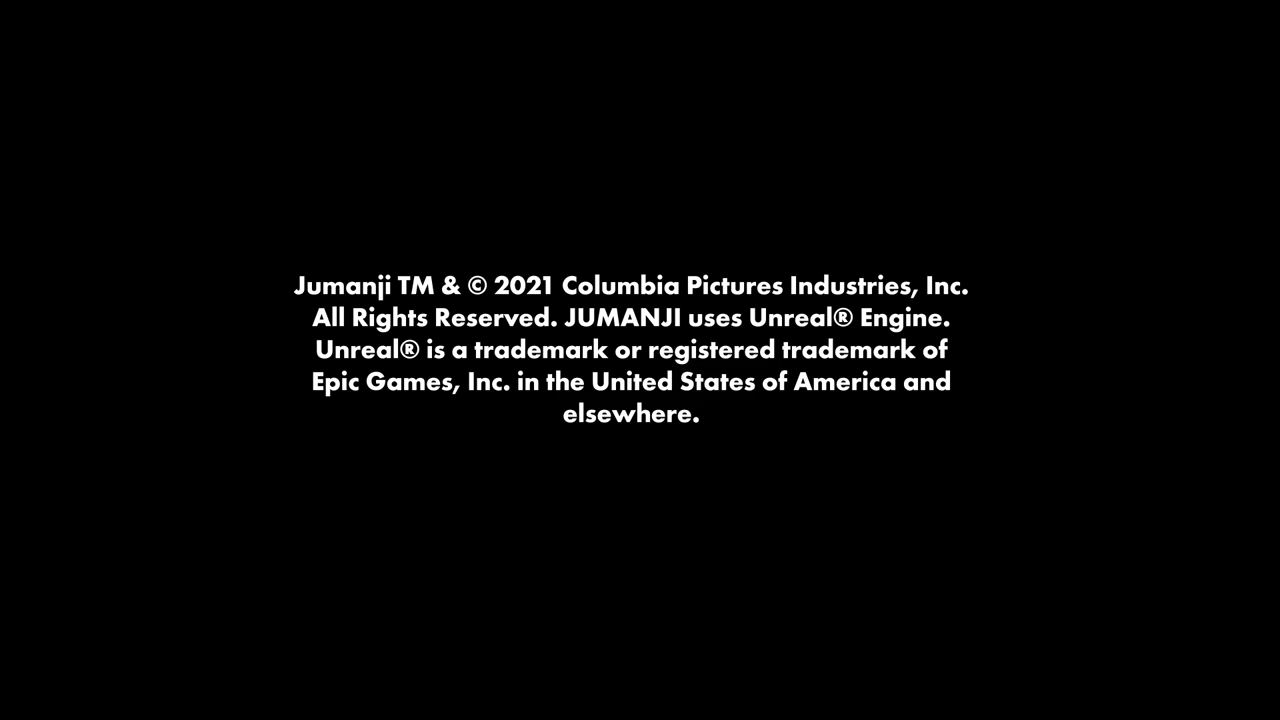 Jumanji TM & © 2021 Columbia Pictures Industries, Inc.
All Rights Reserved. JUMANJI uses Unreal® Engine.
Unreal® is a trademark or registered trademark of
Epic Games, Inc. in the United States of America and
elsewhere.